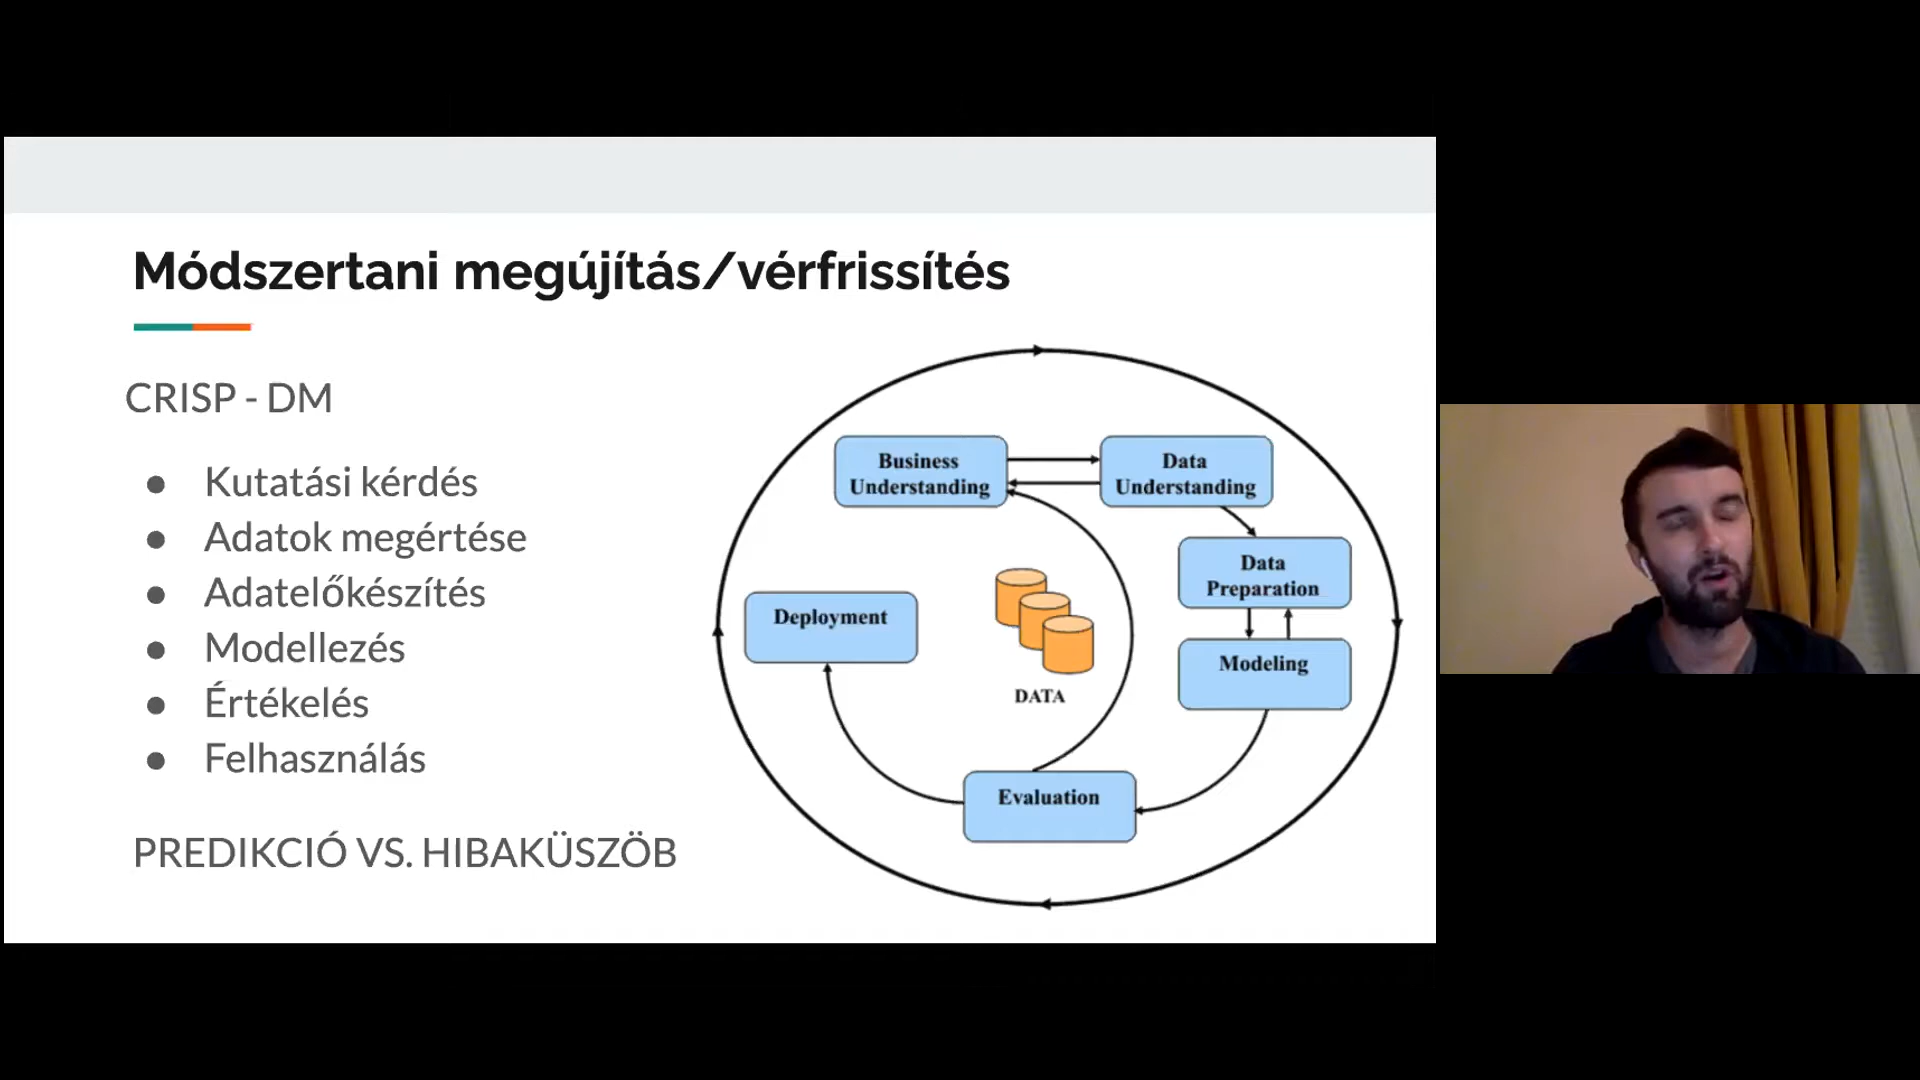 Módszertani megújítás/vérfrissítés
CRISP - DM
● Kutatási kérdés
● Adatok megértése
● Adatelőkészítés
● Modellezés
● Értékelés
● Felhasználás
PREDIKCIÓ VS. HIBAKÜSZÖB
Business
Understanding
Data
Understanding
Data
Preparation
Modeling
Evaluation
Deployment
DATA